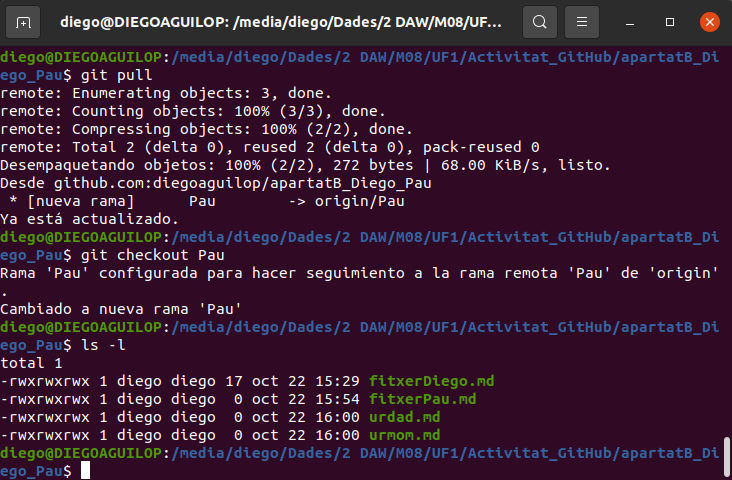 diego@DIEGOAGUILOP: /media/diego/Dades/2 DAW/M08/UF...
diego@DIEGOAGUILOP:/media/diego/Dades/2 DAW/M08/UF1/Activitat_GitHub/apartatB_Di
ego_Pau$ git pull
remote: Enumerating objects: 3, done.
remote: Counting objects: 100% (3/3), done.
remote: Compressing objects: 100% (2/2), done.
remote: Total 2 (delta 0), reused 2 (delta 0), pack-reused 0
Desempaquetando objetos: 100% (2/2), 272 bytes | 68.00 KiB/s, listo.
Desde github.com:diegoaguilop/apartatB_Diego_Pau
 * [nueva rama]      Pau        -> origin/Pau
Ya está actualizado.
diego@DIEGOAGUILOP:/media/diego/Dades/2 DAW/M08/UF1/Activitat_GitHub/apartatB_Di
ego_Pau$ git checkout Pau
Rama 'Pau' configurada para hacer seguimiento a la rama remota 'Pau' de 'origin'
.
Cambiado a nueva rama 'Pau'
diego@DIEGOAGUILOP:/media/diego/Dades/2 DAW/M08/UF1/Activitat_GitHub/apartatB_Di
ego_Pau$ ls -l
total 1
-rwxrwxrwx 1 diego diego 17 oct 22 15:29 fitxerDiego.md
-rwxrwxrwx 1 diego diego  0 oct 22 15:54 fitxerPau.md
-rwxrwxrwx 1 diego diego  0 oct 22 16:00 urdad.md
-rwxrwxrwx 1 diego diego  0 oct 22 16:00 urmom.md
diego@DIEGOAGUILOP:/media/diego/Dades/2 DAW/M08/UF1/Activitat_GitHub/apartatB_Di
ego_Pau$